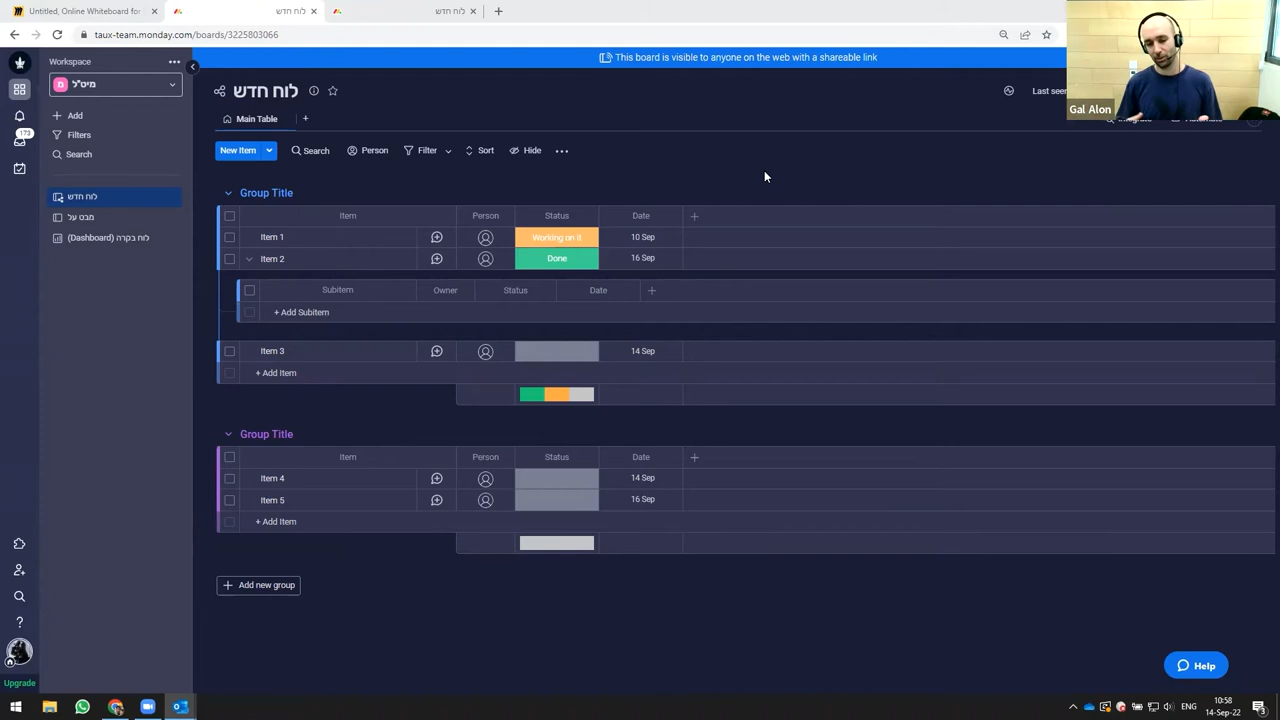 Untitled, Online Whiteboard for
לוח חדש
לוח חדש
taux-team.monday.com/boards/3225803066
Workspace
This board is visible to anyone on the web with a shareable link
ם
מיט"ל
לוח חדש
Last seen
Gal Alon
Main Table
Add
Filters
Search
173
New Item
Search
Person
Filter
Sort
Hide
לוח חדש
מבט על
לוח בקרה (Dashboard)
Group Title
Item
Person
Status
Date
Item 1
Working on it
10 Sep
Item 2
Done
16 Sep
Subitem
Owner
Status
Date
+ Add Subitem
Item 3
14 Sep
+ Add Item
Group Title
Item
Person
Status
Date
Item 4
14 Sep
Item 5
16 Sep
+ Add Item
Add new group
Help
Upgrade
ENG
10:58
14-Sep-22